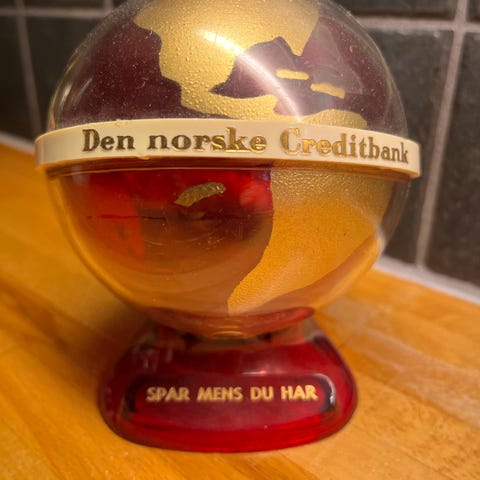 Den norske Creditbank
SPAR MENS DU HAR